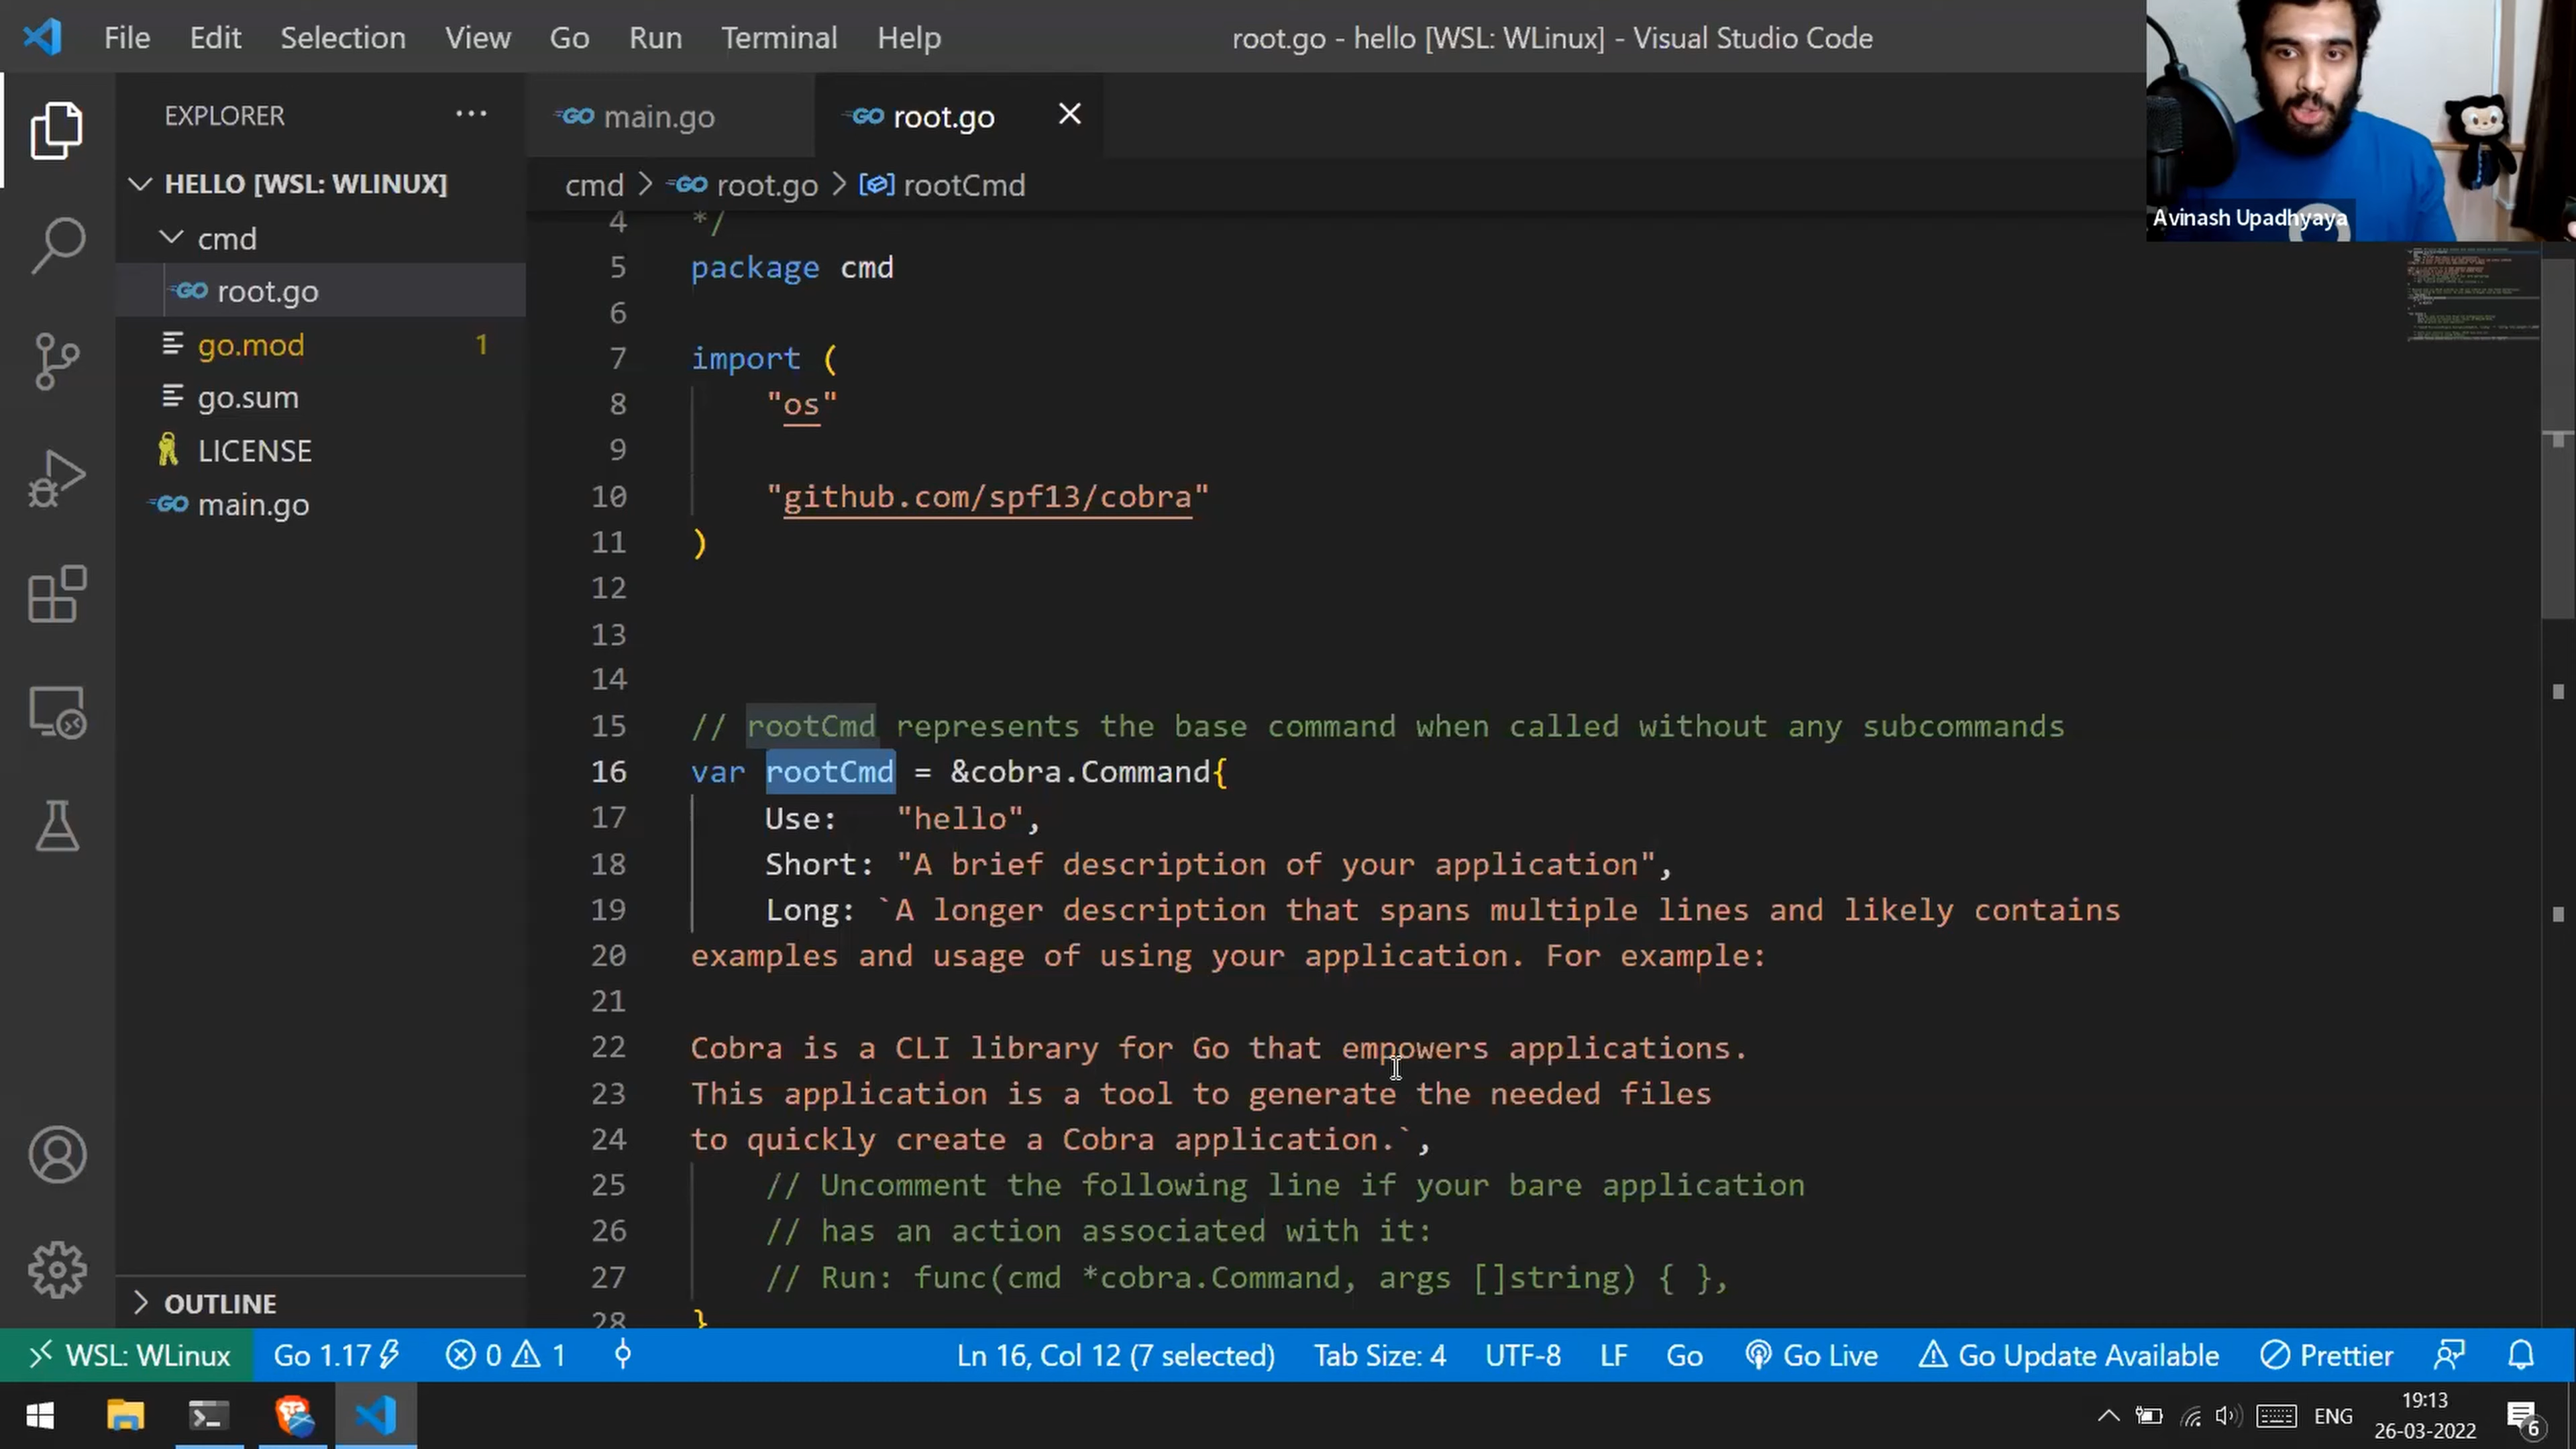 File Edit Selection View Go Run Terminal Help
root.go - hello [WSL: WLinux] - Visual Studio Code
Avinash Upadhyaya
EXPLORER
HELLO [WSL: WLINUX]
cmd
GO root.go
go.mod 1
go.sum
LICENSE
GO main.go
OUTLINE
GO main.go
GO root.go
cmd > GO root.go > rootCmd
4 */
5 package cmd
6
7 import (
8 "os"
9
10 "github.com/spf13/cobra"
11 )
12
13
14
15 // rootCmd represents the base command when called without any subcommands
16 var rootCmd = &cobra.Command{
17 Use: "hello",
18 Short: "A brief description of your application",
19 Long: `A longer description that spans multiple lines and likely contains
20 examples and usage of using your application. For example:
21
22 Cobra is a CLI library for Go that empowers applications.
23 This application is a tool to generate the needed files
24 to quickly create a Cobra application.`,
25 // Uncomment the following line if your bare application
26 // has an action associated with it:
27 // Run: func(cmd *cobra.Command, args []string) { },
28 }
WSL: WLinux Go 1.17 0 1 Ln 16, Col 12 (7 selected) Tab Size: 4 UTF-8 LF Go Go Live Go Update Available Prettier
ENG
19:13
26-03-2022
6